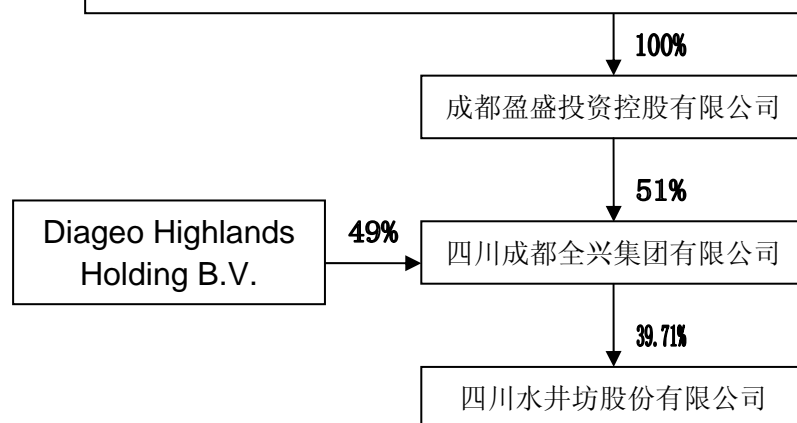 100%
成都盈盛投资控股有限公司
51%
Diageo Highlands
Holding B.V.
49%
四川成都全兴集团有限公司
39.71%
四川水井坊股份有限公司